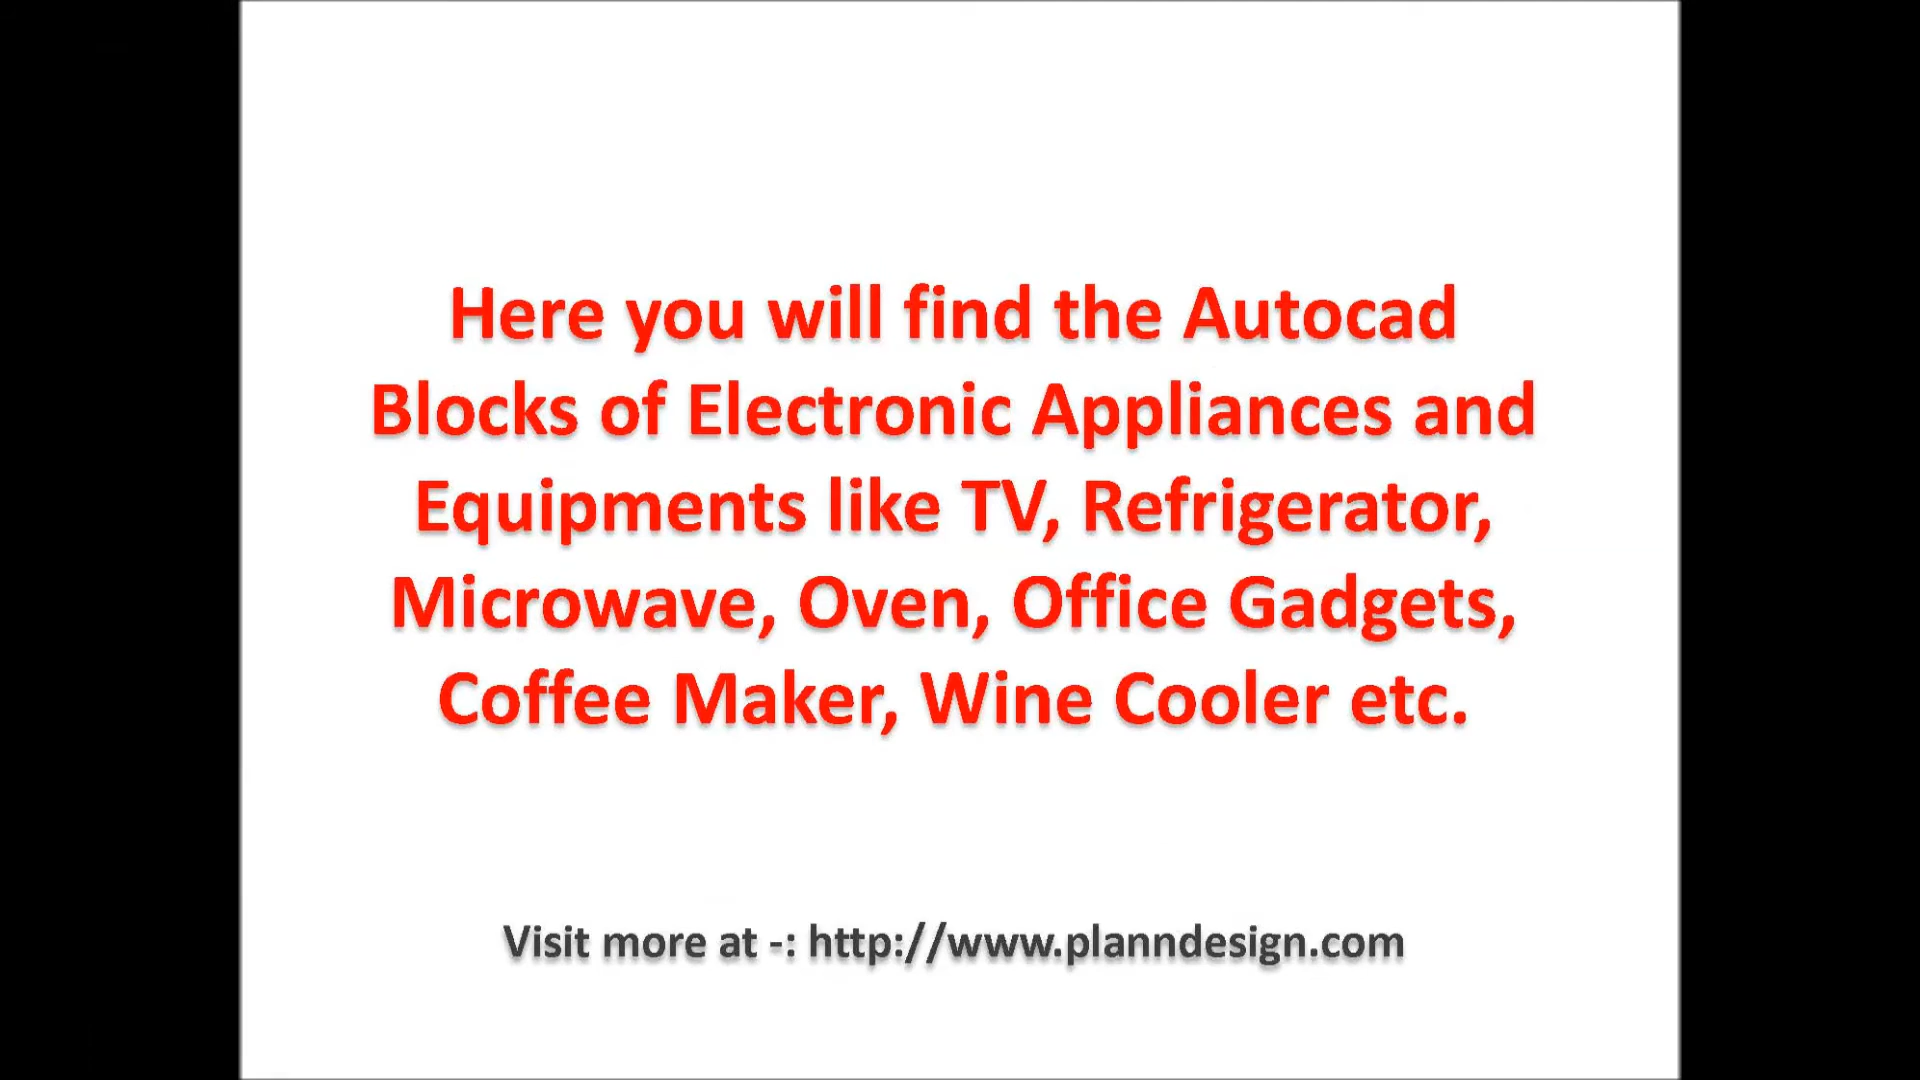 Here you will find the Autocad
Blocks of Electronic Appliances and
Equipments like TV, Refrigerator,
Microwave, Oven, Office Gadgets,
Coffee Maker, Wine Cooler etc.
Visit more at -: http://www.planndesign.com